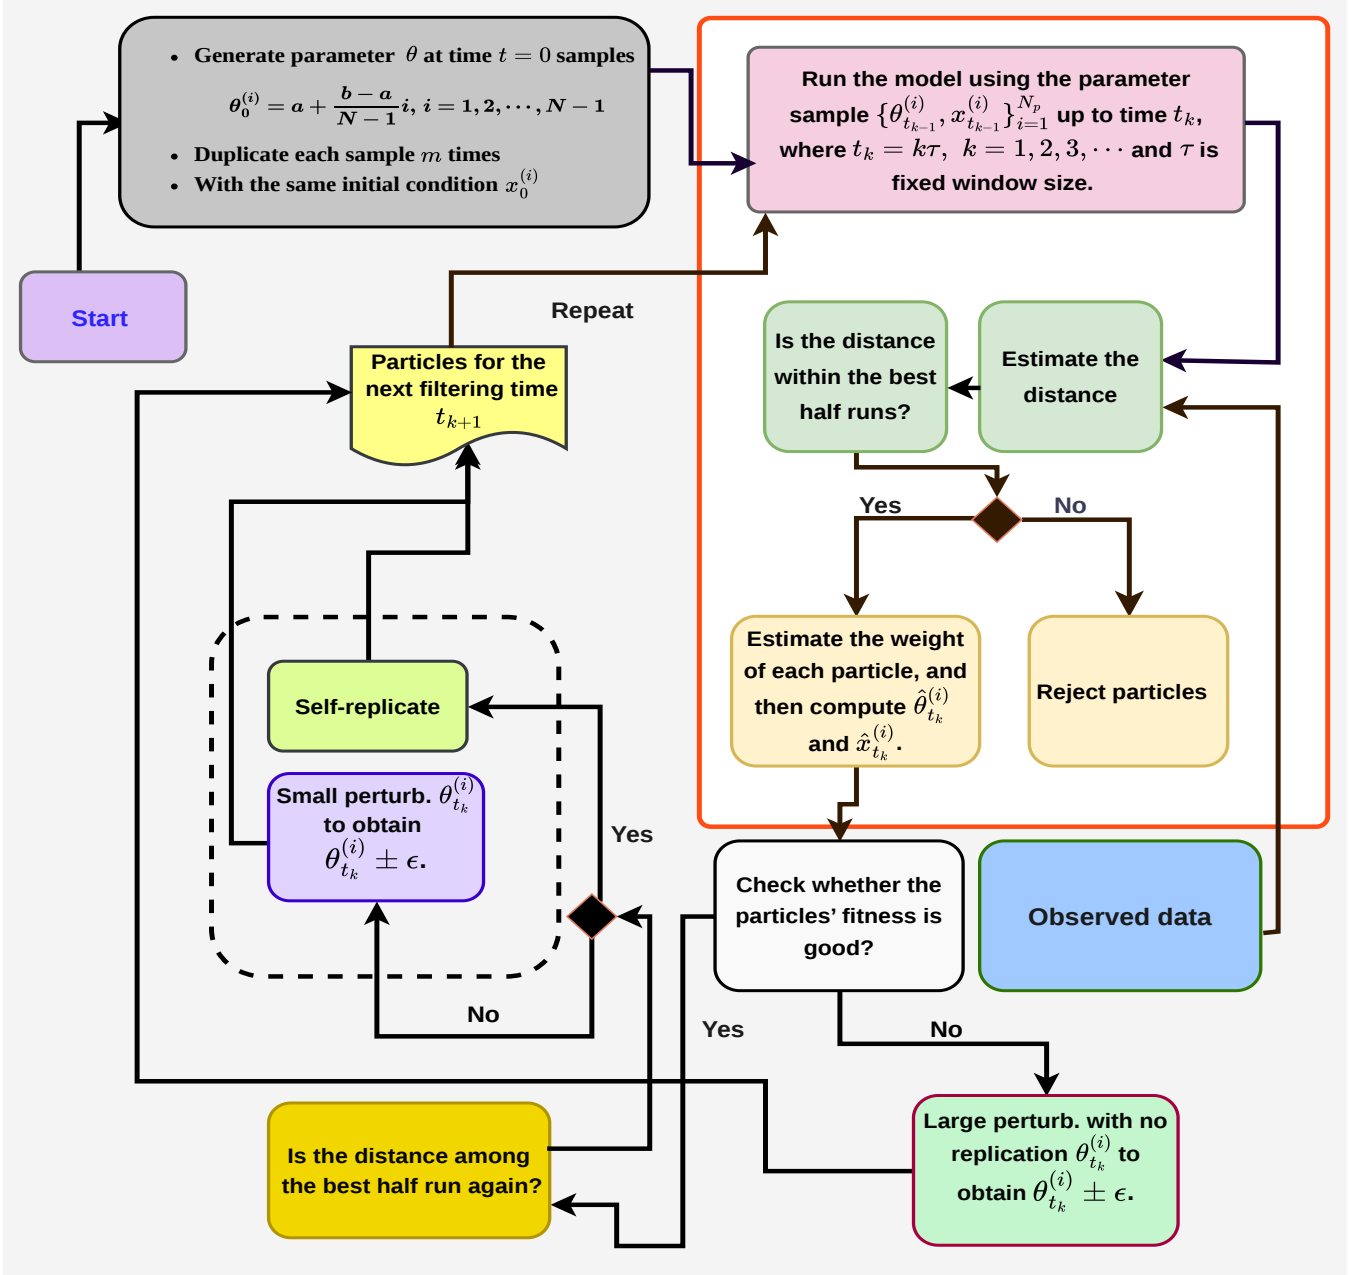 • Generate parameter θ at time t = 0 samples
θ₀⁽ⁱ⁾ = a + \frac{b − a}{N − 1} i, i = 1, 2, ⋯, N − 1
• Duplicate each sample m times
• With the same initial condition x₀⁽ⁱ⁾
Start
Run the model using the parameter
sample {θ_{t_{k−1}}^{(i)}, x_{t_{k−1}}^{(i)}}_{i=1}^{N_p} up to time t_k,
where t_k = kτ, k = 1, 2, 3, ⋯ and τ is
fixed window size.
Repeat
Is the distance
within the best
half runs?
Estimate the
distance
Particles for the
next filtering time
t_{k+1}
Yes
No
Estimate the weight
of each particle, and
then compute θ̂_{t_k}^{(i)}
and x̂_{t_k}^{(i)}.
Reject particles
Self-replicate
Small perturb. θ_{t_k}^{(i)}
to obtain
θ_{t_k}^{(i)} ± ϵ.
Yes
No
Check whether the
particles’ fitness is
good?
Observed data
Yes
No
Is the distance among
the best half run again?
Large perturb. with no
replication θ_{t_k}^{(i)} to
obtain θ_{t_k}^{(i)} ± ϵ.